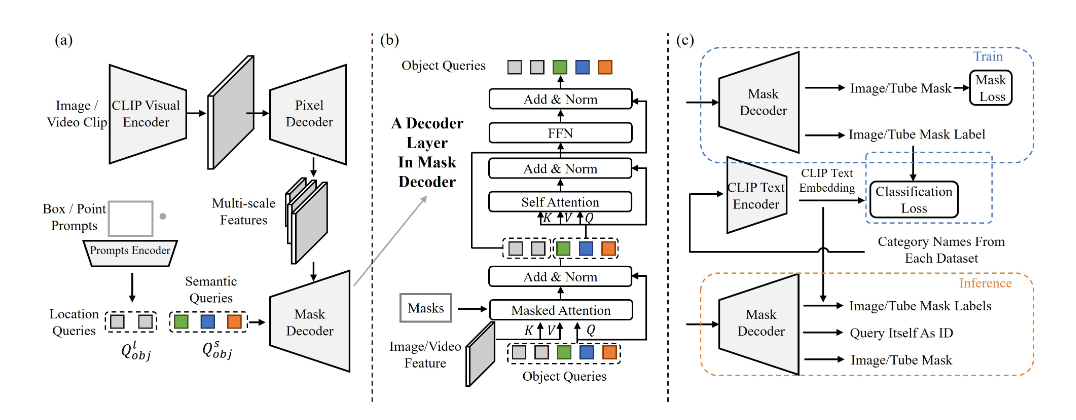 (a)
Image /
Video Clip
CLIP Visual
Encoder
Pixel
Decoder
Multi-scale
Features
Box / Point
Prompts
Prompts Encoder
Semantic
Queries
Location
Queries
Q^l_obj
Q^s_obj
Mask
Decoder
(b)
Object Queries
Add & Norm
FFN
A Decoder
Layer
In Mask
Decoder
Add & Norm
Self Attention
K V Q
Add & Norm
Masks
Masked Attention
K V Q
Image/Video
Feature
Object Queries
(c)
Train
Mask
Decoder
Image/Tube Mask
Mask
Loss
Image/Tube Mask Label
CLIP Text
Encoder
CLIP Text
Embedding
Classification
Loss
Category Names From
Each Dataset
Inference
Mask
Decoder
Image/Tube Mask Labels
Query Itself As ID
Image/Tube Mask